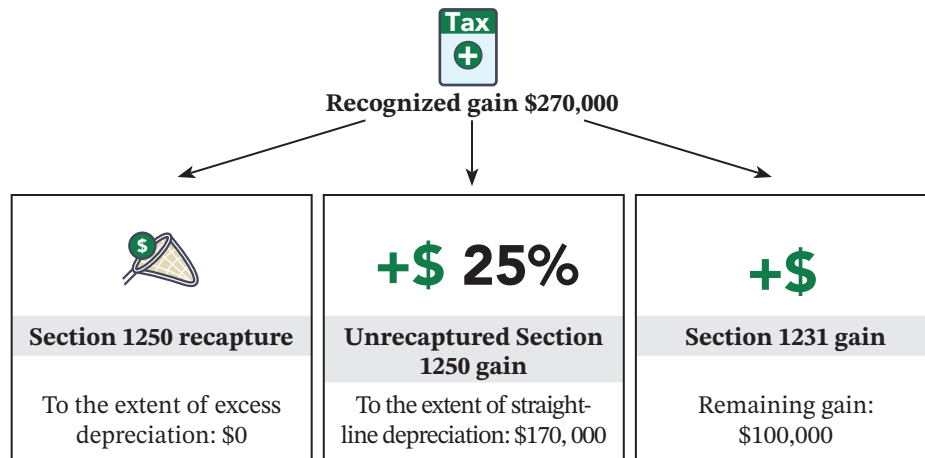 Tax
Recognized gain $270,000
$
+$ 25%
+$
Section 1250 recapture
Unrecaptured Section
1250 gain
Section 1231 gain
To the extent of excess
depreciation: $0
To the extent of straight-
line depreciation: $170, 000
Remaining gain:
$100,000